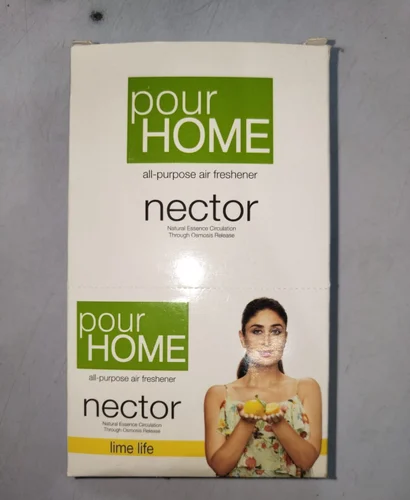 pour
HOME
all-purpose air freshener
nector
Natural Essence Circulation
Through Osmosis Release
pour
HOME
all-purpose air freshener
nector
Natural Essence Circulation
Through Osmosis Release
lime life